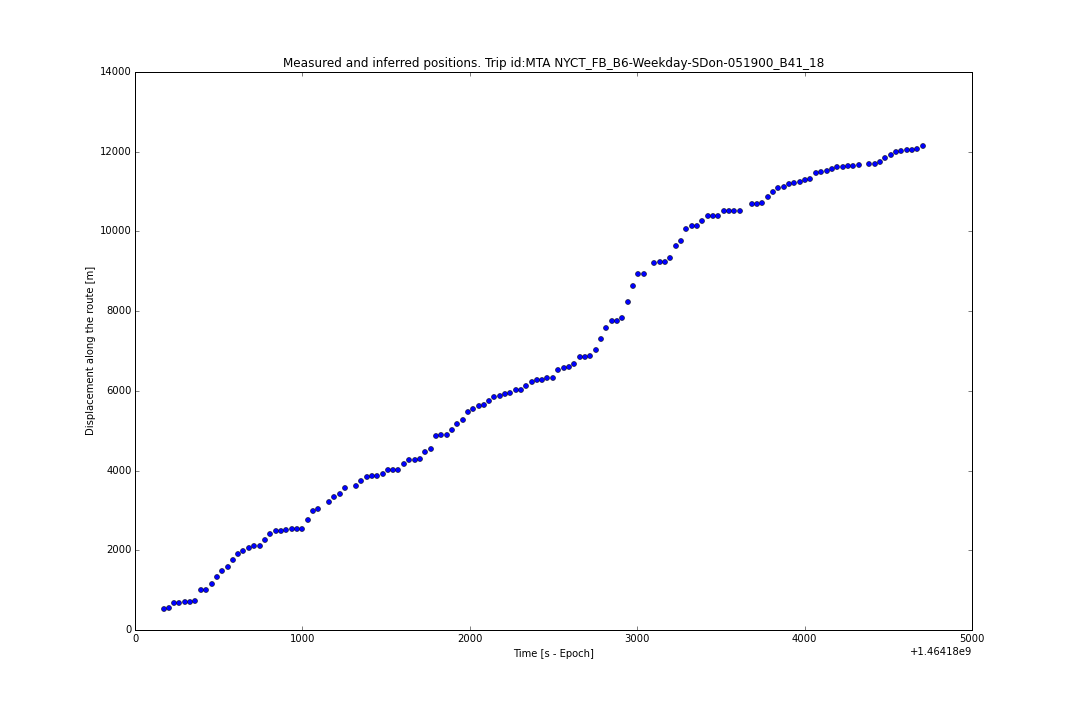 Measured and inferred positions. Trip id:MTA NYCT_FB_B6-Weekday-SDon-051900_B41_18
14000
12000
10000
8000
6000
4000
2000
0
Displacement along the route [m]
0 1000 2000 3000 4000 5000
Time [s - Epoch]
+1.46418e9